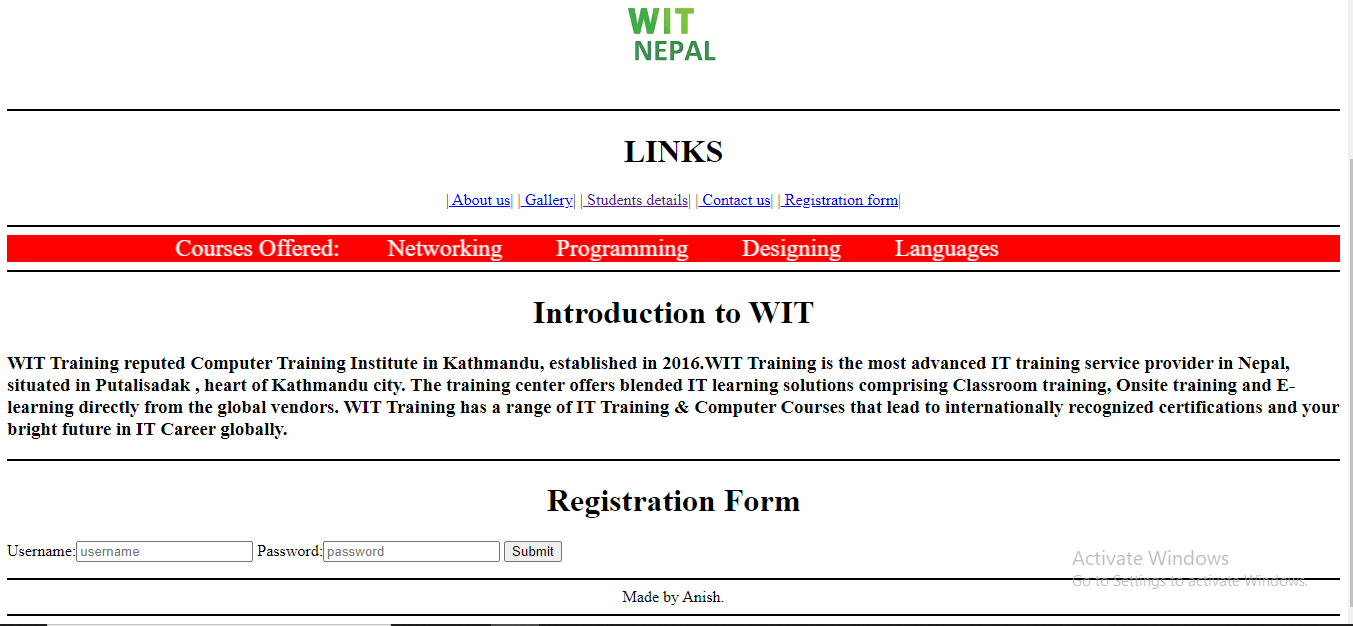 WIT
NEPAL
LINKS
| About us| | Gallery| | Students details| | Contact us| | Registration form|
Courses Offered: Networking Programming Designing Languages
Introduction to WIT
WIT Training reputed Computer Training Institute in Kathmandu, established in 2016.WIT Training is the most advanced IT training service provider in Nepal,
situated in Putalisadak , heart of Kathmandu city. The training center offers blended IT learning solutions comprising Classroom training, Onsite training and E-
learning directly from the global vendors. WIT Training has a range of IT Training & Computer Courses that lead to internationally recognized certifications and your
bright future in IT Career globally.
Registration Form
Username: username Password: password Submit
Activate Windows
Go to Settings to activate Windows.
Made by Anish.